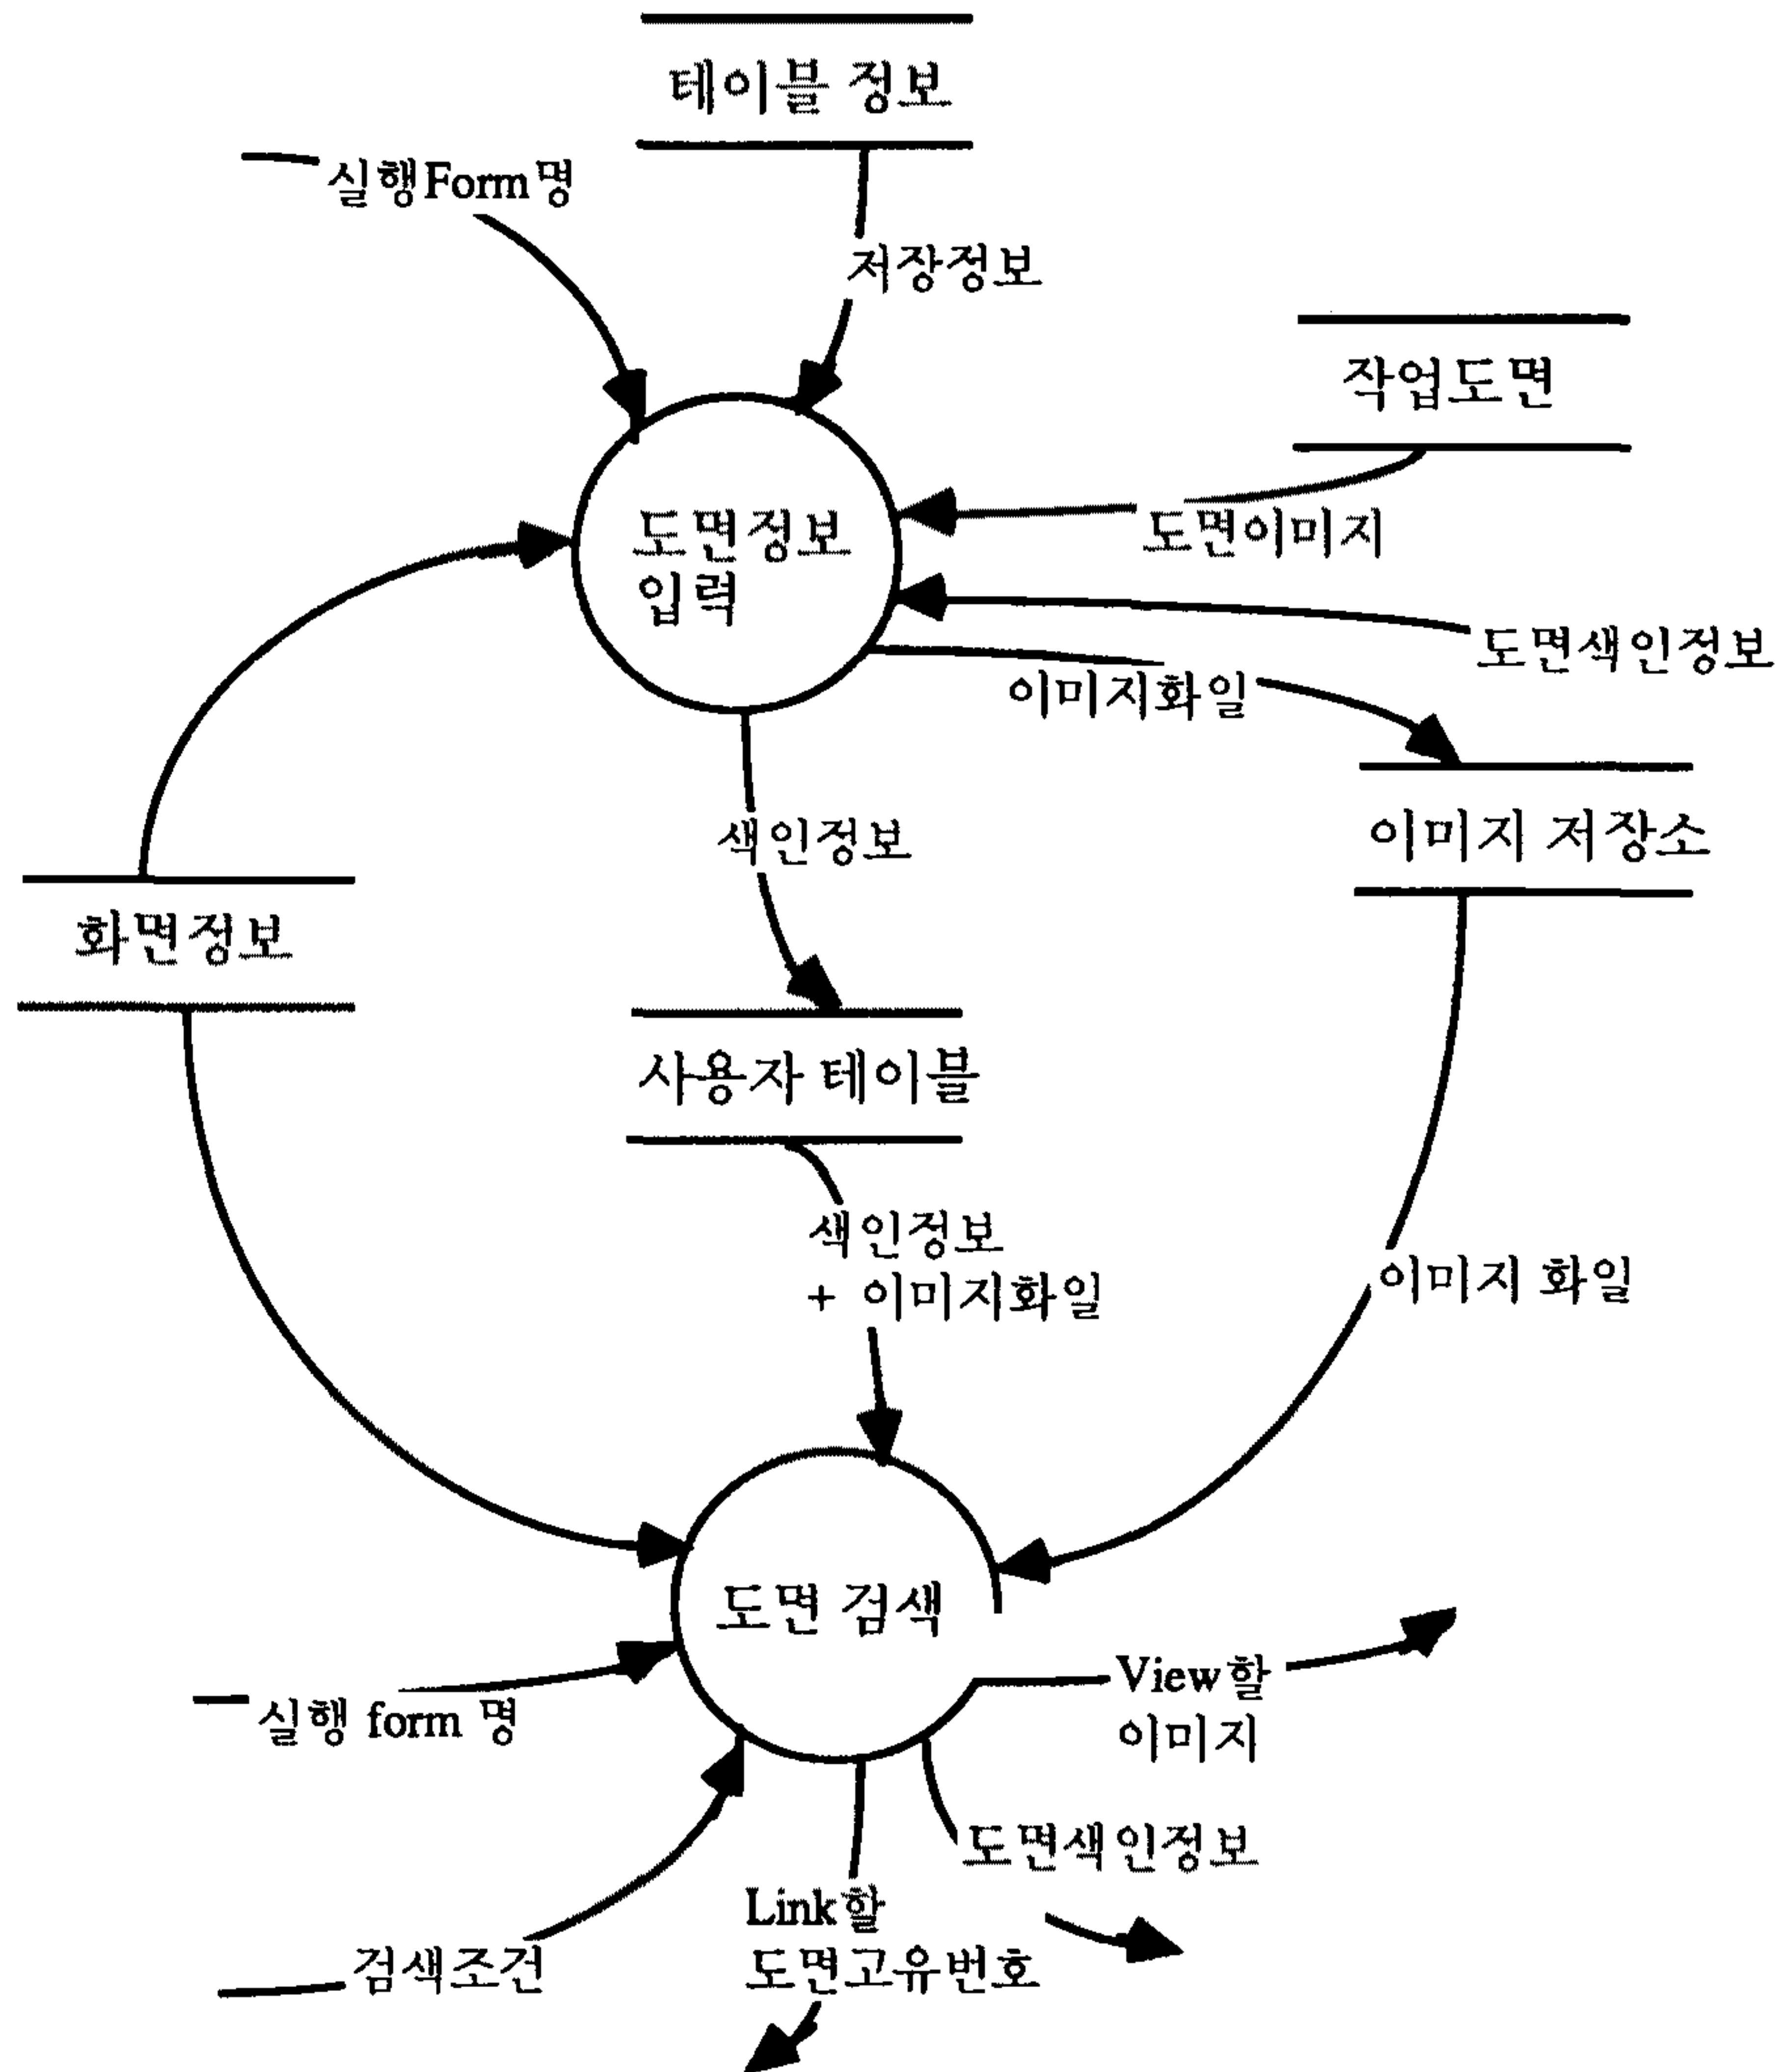 테이블 정보
실행Form명
저장정보
작업도면
도면정보
입력
도면이미지
도면색인정보
이미지화일
색인정보
이미지 저장소
화면정보
사용자 테이블
색인정보
+ 이미지화일
이미지 화일
도면 검색
View할
이미지
실행 form 명
도면색인정보
Link할
도면고유번호
검색조건